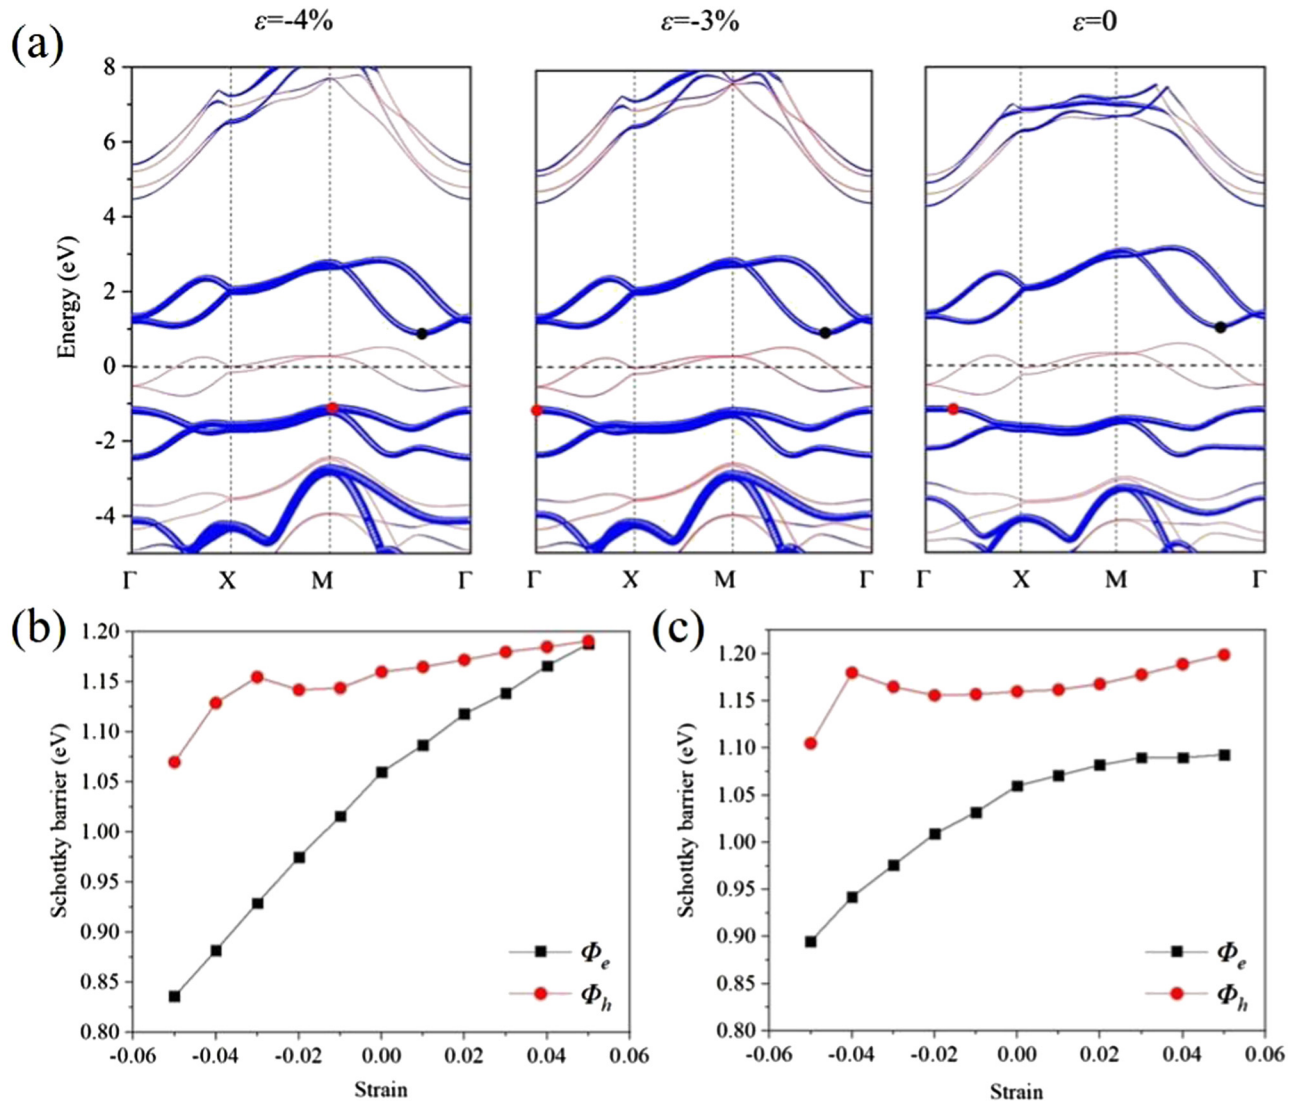 (a)
ε=-4%
ε=-3%
ε=0
Energy (eV)
8
6
4
2
0
-2
-4
Γ X M Γ
Γ X M Γ
Γ X M Γ
(b)
Schottky barrier (eV)
1.20
1.15
1.10
1.05
1.00
0.95
0.90
0.85
0.80
-0.06 -0.04 -0.02 0.00 0.02 0.04 0.06
Strain
Φe
Φh
(c)
Schottky barrier (eV)
1.20
1.15
1.10
1.05
1.00
0.95
0.90
0.85
0.80
-0.06 -0.04 -0.02 0.00 0.02 0.04 0.06
Strain
Φe
Φh